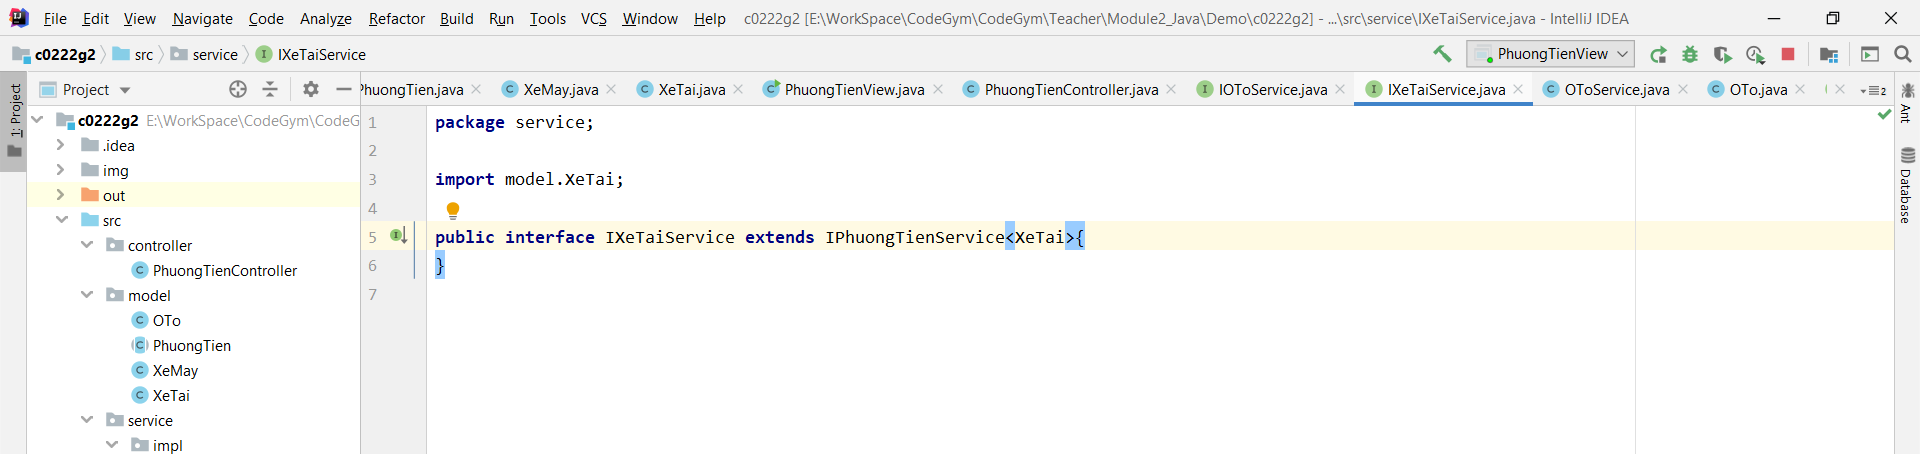 File Edit View Navigate Code Analyze Refactor Build Run Tools VCS Window Help c0222g2 [E:\WorkSpace\CodeGym\CodeGym\Teacher\Module2_Java\Demo\c0222g2] - ...\src\service\IXeTaiService.java - IntelliJ IDEA
c0222g2 src service IXeTaiService PhuongTienView
Project PhuongTien.java XeMay.java XeTai.java PhuongTienView.java PhuongTienController.java IOToService.java IXeTaiService.java OToService.java OTo.java 2
1: Project
c0222g2 E:\WorkSpace\CodeGym\CodeG
.idea
img
out
src
controller
PhuongTienController
model
OTo
PhuongTien
XeMay
XeTai
service
impl
1 package service;
2
3 import model.XeTai;
4
5 public interface IXeTaiService extends IPhuongTienService<XeTai>{
6 }
7
Ant
Database